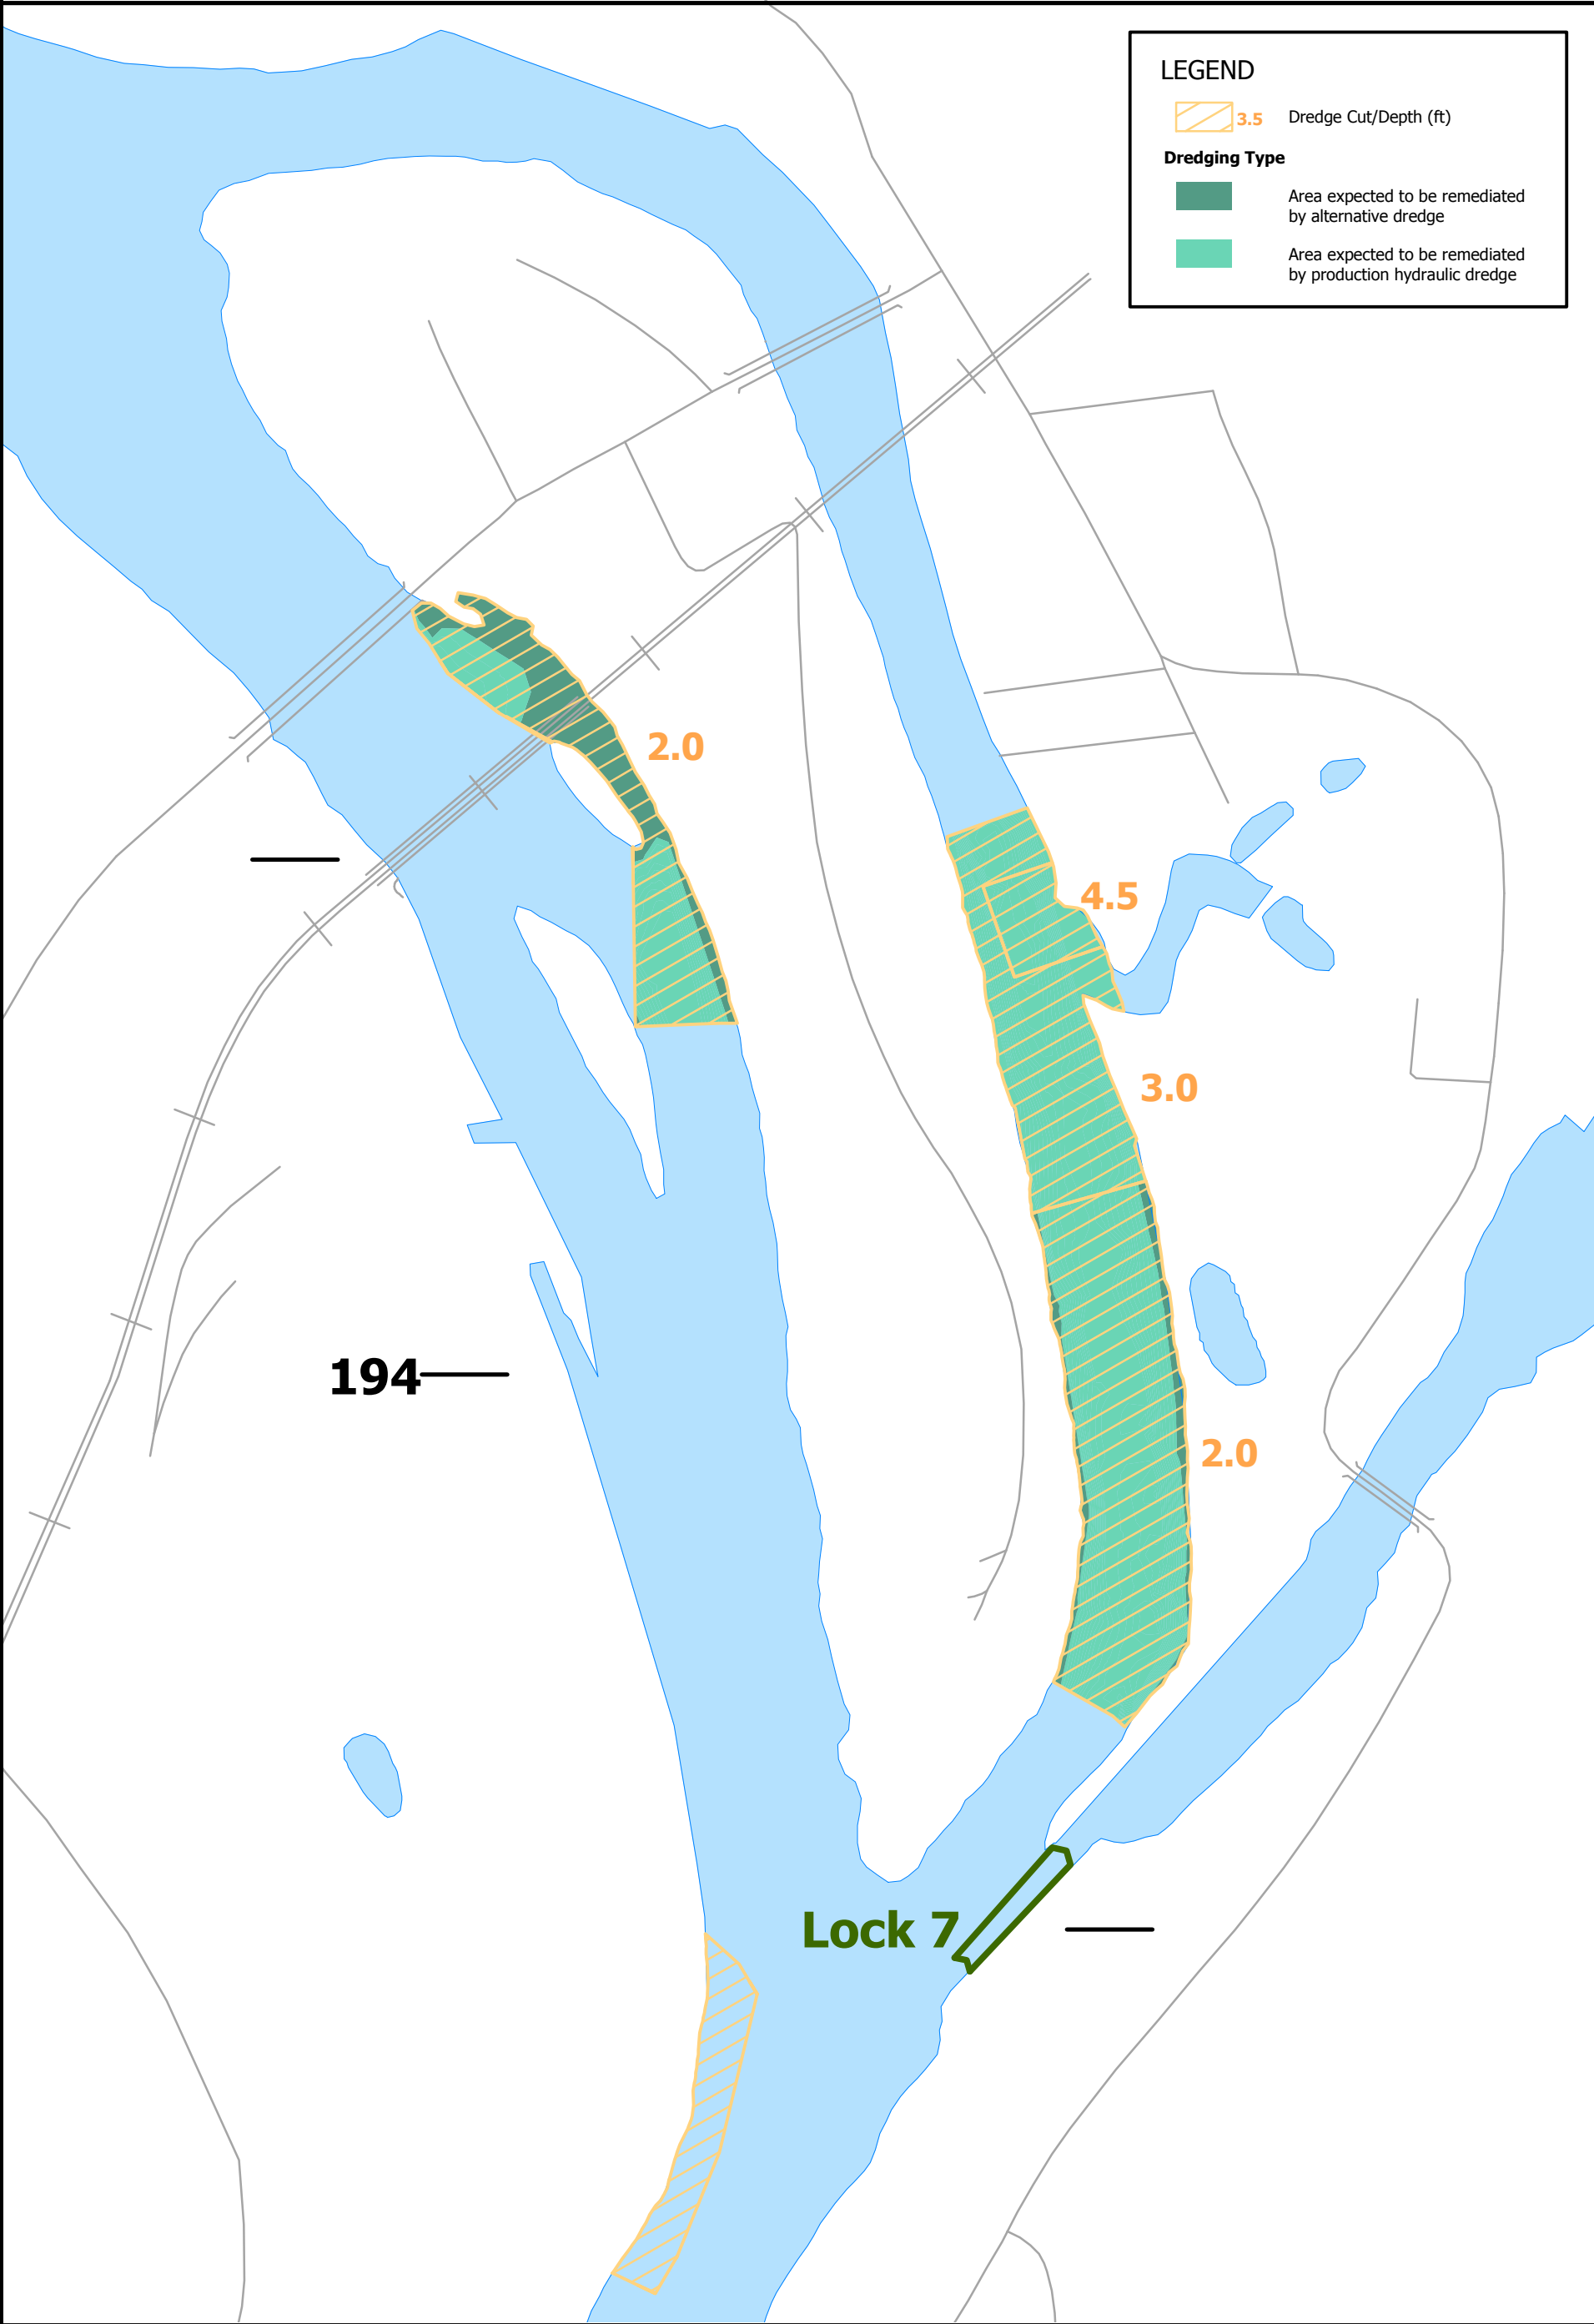 LEGEND
3.5 Dredge Cut/Depth (ft)
Dredging Type
Area expected to be remediated
by alternative dredge
Area expected to be remediated
by production hydraulic dredge
2.0
4.5
3.0
194
2.0
Lock 7